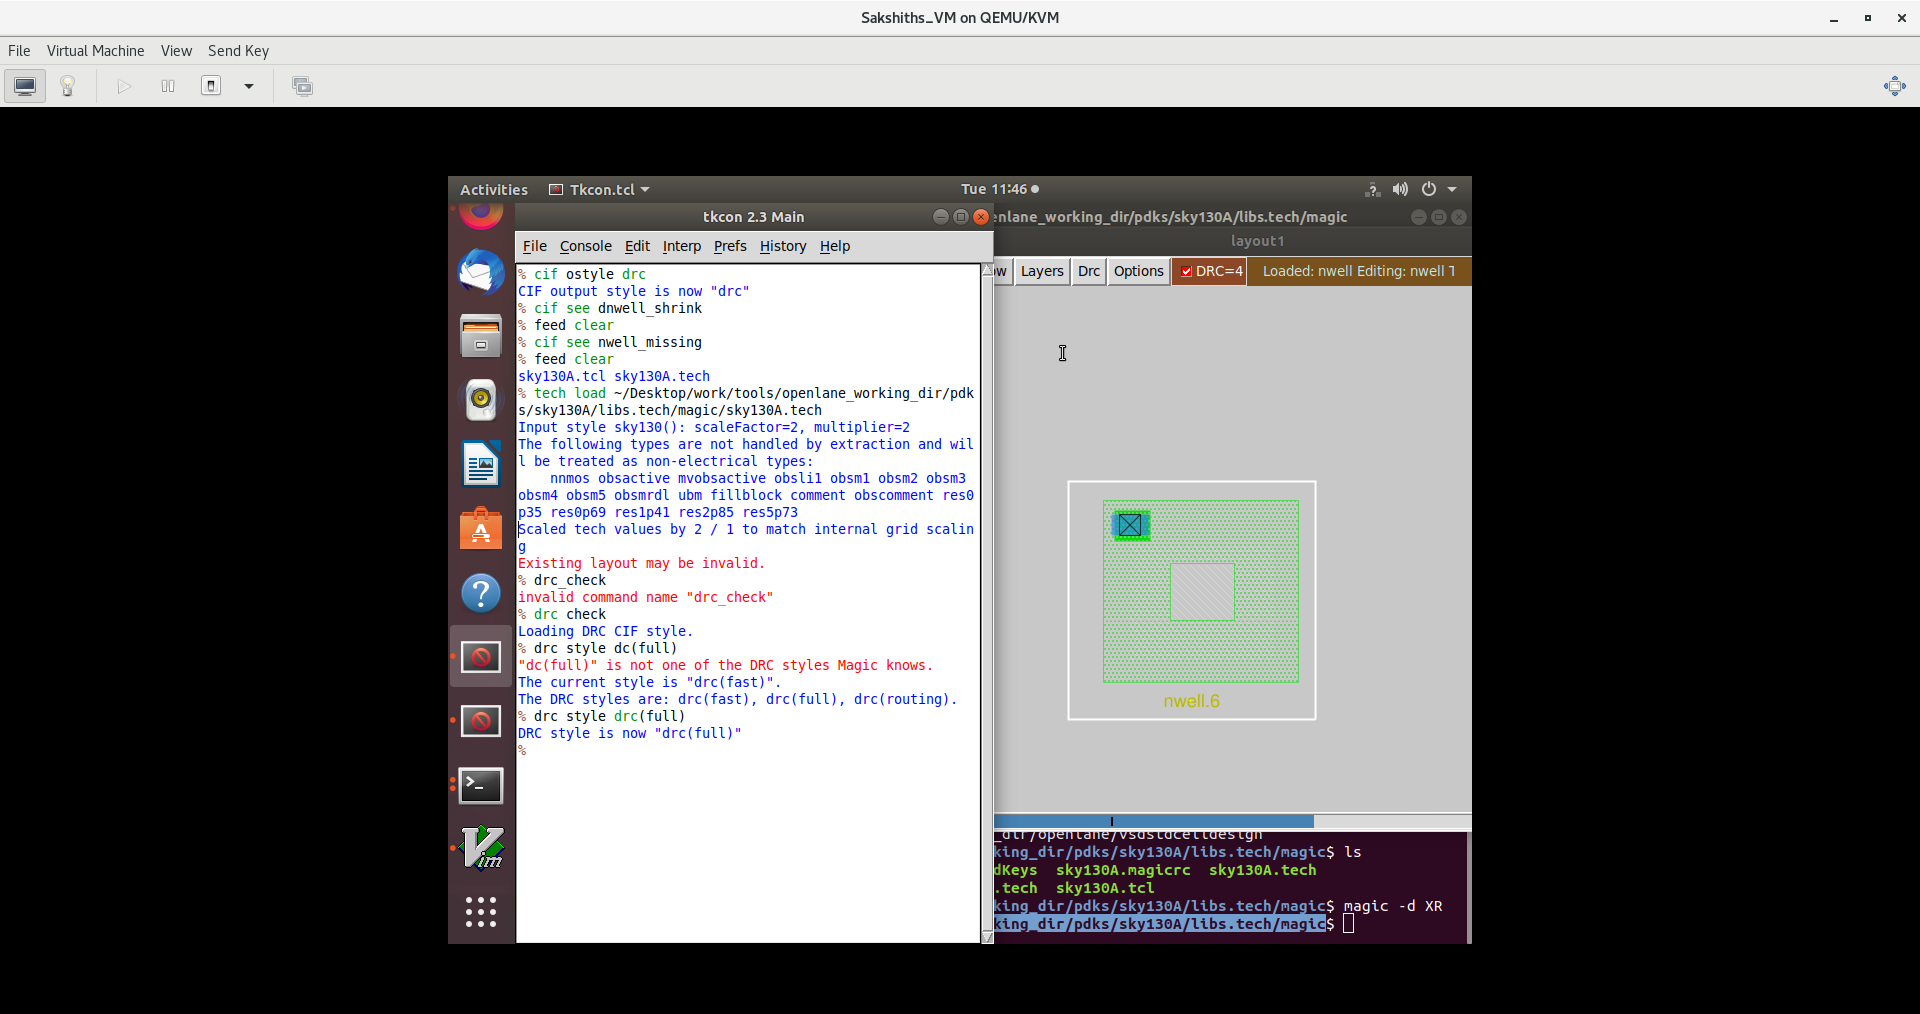 Sakshiths_VM on QEMU/KVM
File Virtual Machine View Send Key
Activities Tkcon.tcl Tue 11:46
tkcon 2.3 Main
File Console Edit Interp Prefs History Help
% cif ostyle drc
CIF output style is now "drc"
% cif see dnwell_shrink
% feed clear
% cif see nwell_missing
% feed clear
sky130A.tcl sky130A.tech
% tech load ~/Desktop/work/tools/openlane_working_dir/pdk
s/sky130A/libs.tech/magic/sky130A.tech
Input style sky130(): scaleFactor=2, multiplier=2
The following types are not handled by extraction and wil
l be treated as non-electrical types:
nnmos obsactive mvobsactive obsli1 obsm1 obsm2 obsm3
obsm4 obsm5 obsmrdl ubm fillblock comment obscomment res0
p35 res0p69 res1p41 res2p85 res5p73
Scaled tech values by 2 / 1 to match internal grid scalin
g
Existing layout may be invalid.
% drc_check
invalid command name "drc_check"
% drc check
Loading DRC CIF style.
% drc style dc(full)
"dc(full)" is not one of the DRC styles Magic knows.
The current style is "drc(fast)".
The DRC styles are: drc(fast), drc(full), drc(routing).
% drc style drc(full)
DRC style is now "drc(full)"
%
enlane_working_dir/pdks/sky130A/libs.tech/magic
layout1
ow Layers Drc Options DRC=4 Loaded: nwell Editing: nwell T
nwell.6
_dir/openlane/vsdstdcelldesign
king_dir/pdks/sky130A/libs.tech/magic$ ls
dKeys sky130A.magicrc sky130A.tech
.tech sky130A.tcl
king_dir/pdks/sky130A/libs.tech/magic$ magic -d XR
king_dir/pdks/sky130A/libs.tech/magic$